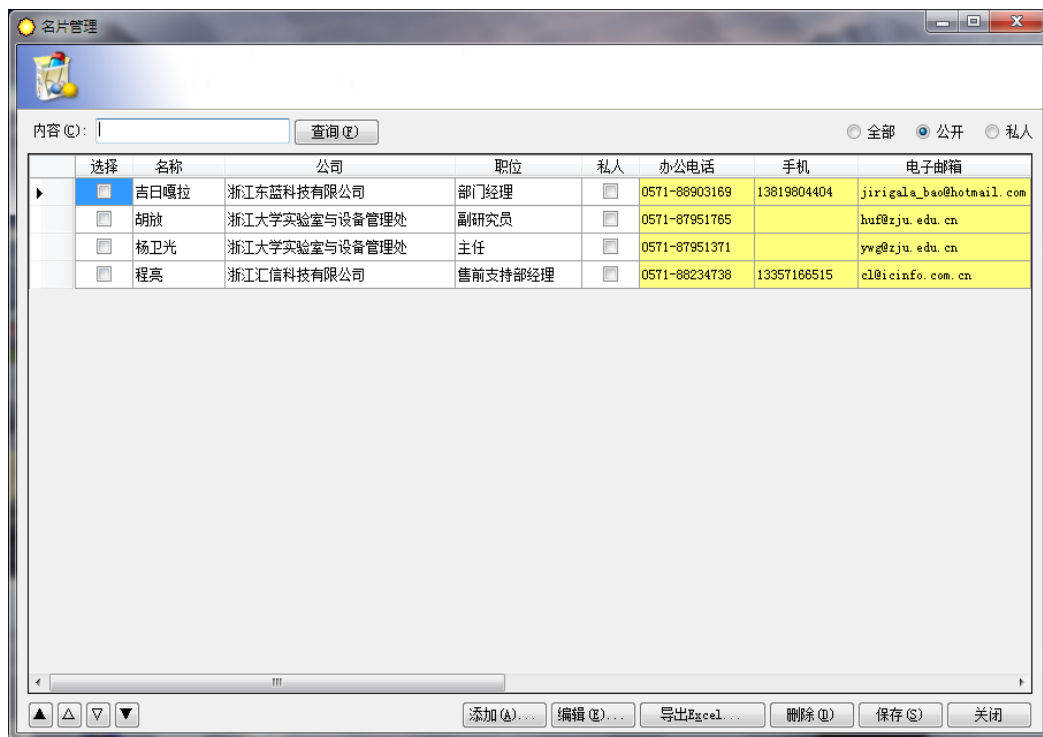 名片管理
内容(C): 查询(F) 全部 公开 私人
选择 名称 公司 职位 私人 办公电话 手机 电子邮箱
吉日嘎拉 浙江东蓝科技有限公司 部门经理 0571-88903169 13819804404 jirigala_bao@hotmail.com
胡放 浙江大学实验室与设备管理处 副研究员 0571-87951765 huf@zju.edu.cn
杨卫光 浙江大学实验室与设备管理处 主任 0571-87951371 ywg@zju.edu.cn
程亮 浙江汇信科技有限公司 售前支持部经理 0571-88234738 13357166515 cl@icinfo.com.cn
添加(A)... 编辑(E)... 导出Excel... 删除(D) 保存(S) 关闭